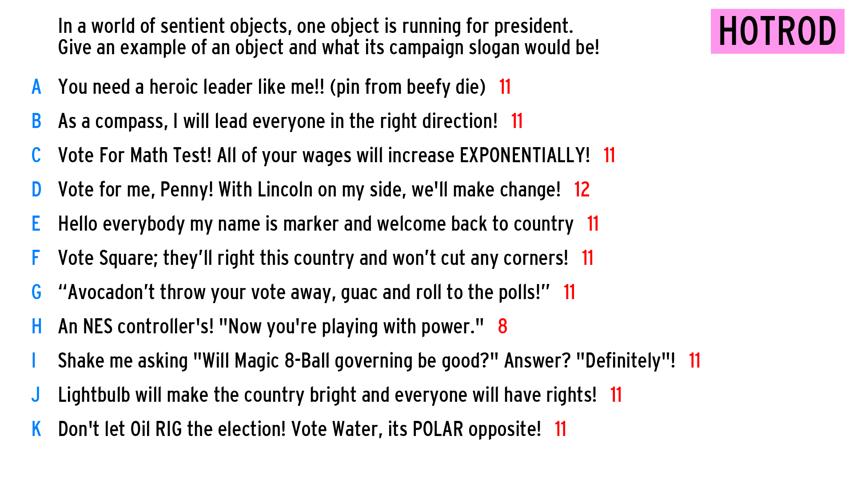 In a world of sentient objects, one object is running for president.
Give an example of an object and what its campaign slogan would be!
HOTROD
A You need a heroic leader like me!! (pin from beefy die) 11
B As a compass, I will lead everyone in the right direction! 11
C Vote For Math Test! All of your wages will increase EXPONENTIALLY! 11
D Vote for me, Penny! With Lincoln on my side, we'll make change! 12
E Hello everybody my name is marker and welcome back to country 11
F Vote Square; they’ll right this country and won’t cut any corners! 11
G “Avocadon’t throw your vote away, guac and roll to the polls!” 11
H An NES controller's! "Now you're playing with power." 8
I Shake me asking "Will Magic 8-Ball governing be good?" Answer? "Definitely"! 11
J Lightbulb will make the country bright and everyone will have rights! 11
K Don't let Oil RIG the election! Vote Water, its POLAR opposite! 11